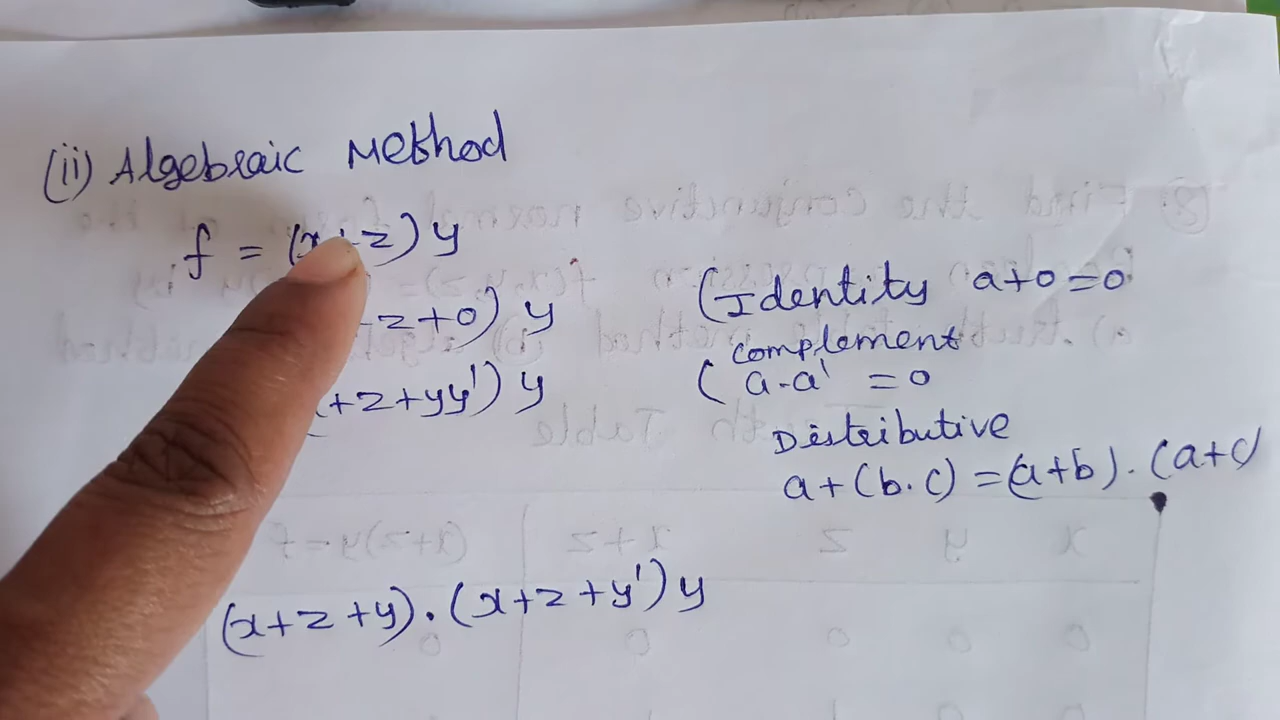 (ii) Algebraic Method
f = (x+z) y
z+0) y (Identity a+0=0
+z+yy') y (complement a.a' =0
Distributive
a+(b.c) =(a+b).(a+c)
(x+z+y).(x+z+y')y